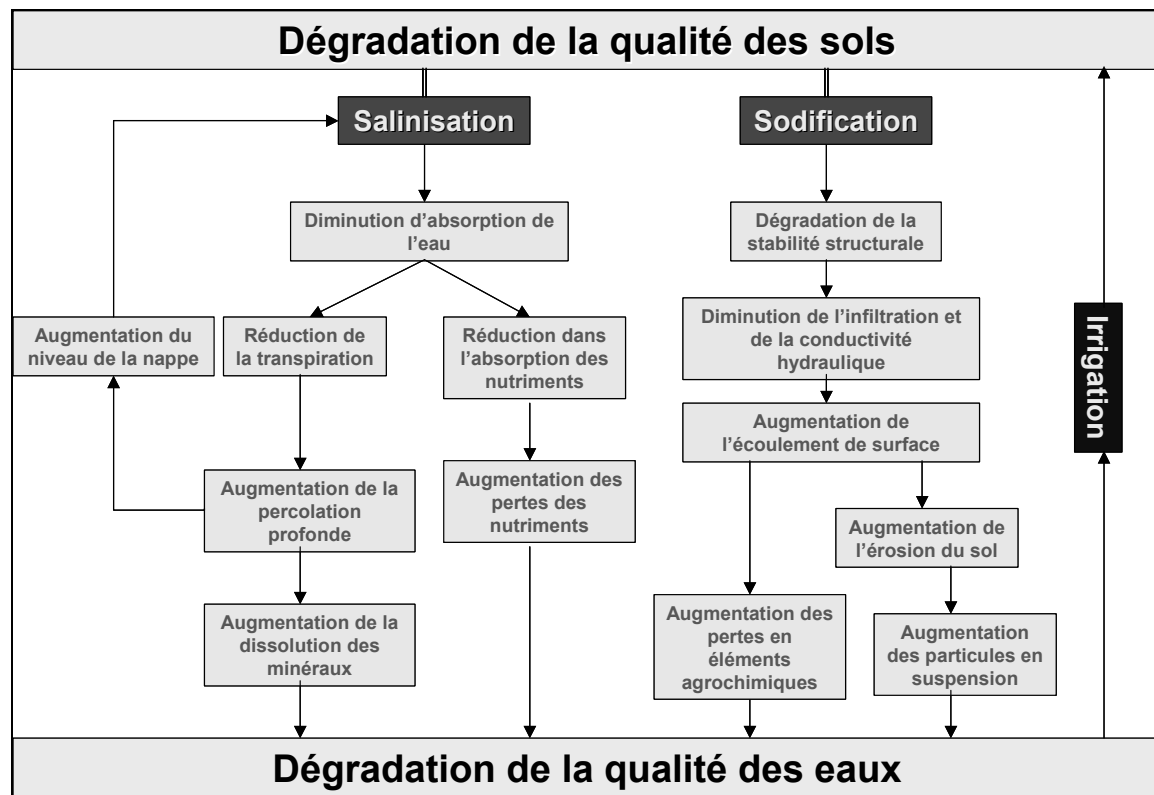 Dégradation de la qualité des sols
Salinisation
Sodification
Diminution d’absorption de
l’eau
Dégradation de la
stabilité structurale
Augmentation du
niveau de la nappe
Réduction de
la transpiration
Réduction dans
l’absorption des
nutriments
Diminution de l’infiltration et
de la conductivité
hydraulique
Irrigation
Augmentation de
l’écoulement de surface
Augmentation de la
percolation
profonde
Augmentation des
pertes des
nutriments
Augmentation de
l’érosion du sol
Augmentation de la
dissolution des
minéraux
Augmentation des
pertes en
éléments
agrochimiques
Augmentation
des particules en
suspension
Dégradation de la qualité des eaux